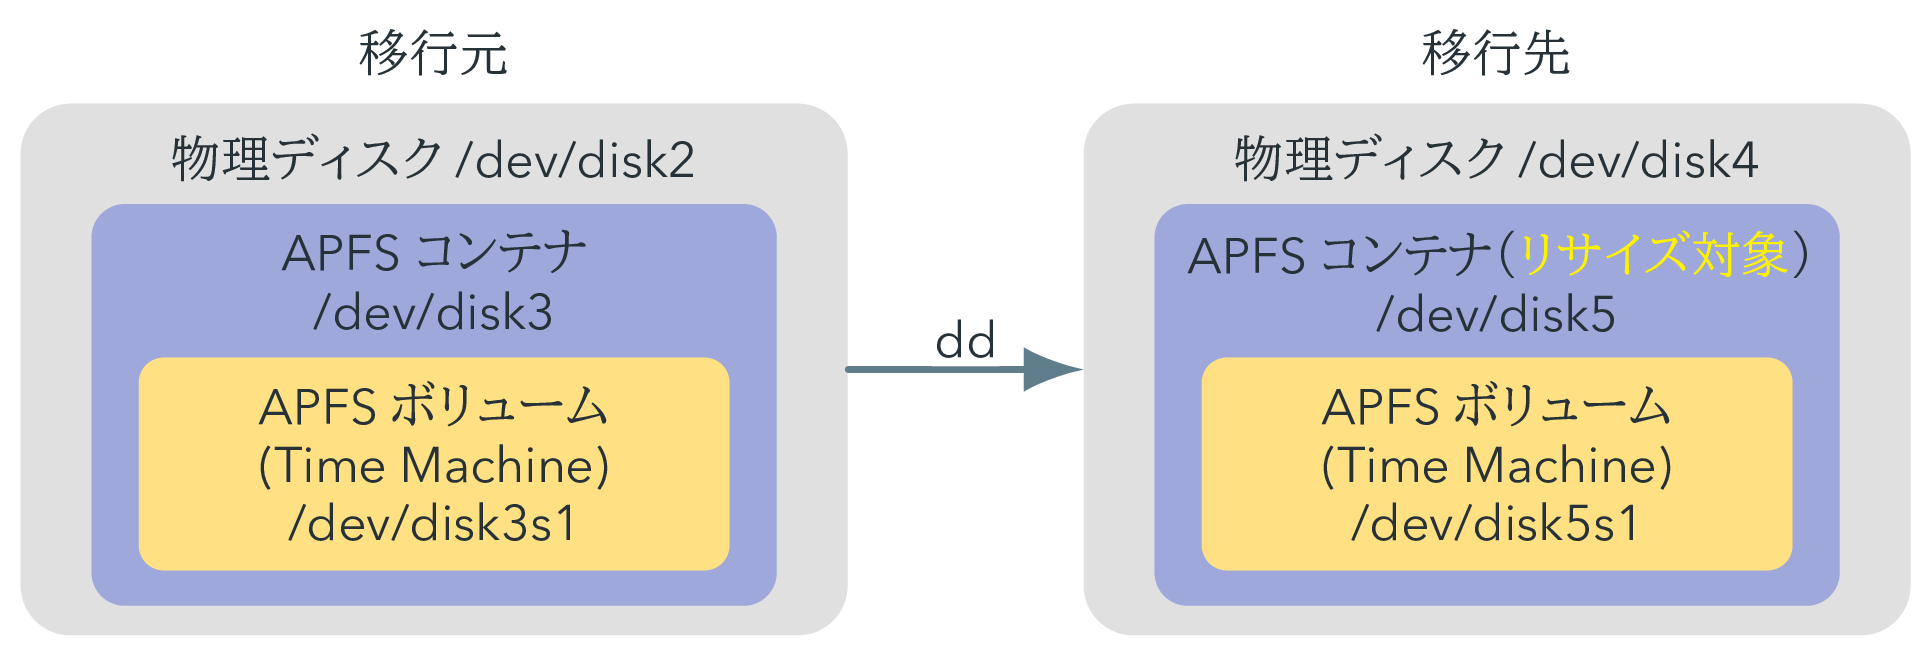 移行元
物理ディスク /dev/disk2
APFS コンテナ
/dev/disk3
APFS ボリューム
(Time Machine)
/dev/disk3s1
dd
移行先
物理ディスク /dev/disk4
APFS コンテナ（リサイズ対象）
/dev/disk5
APFS ボリューム
(Time Machine)
/dev/disk5s1